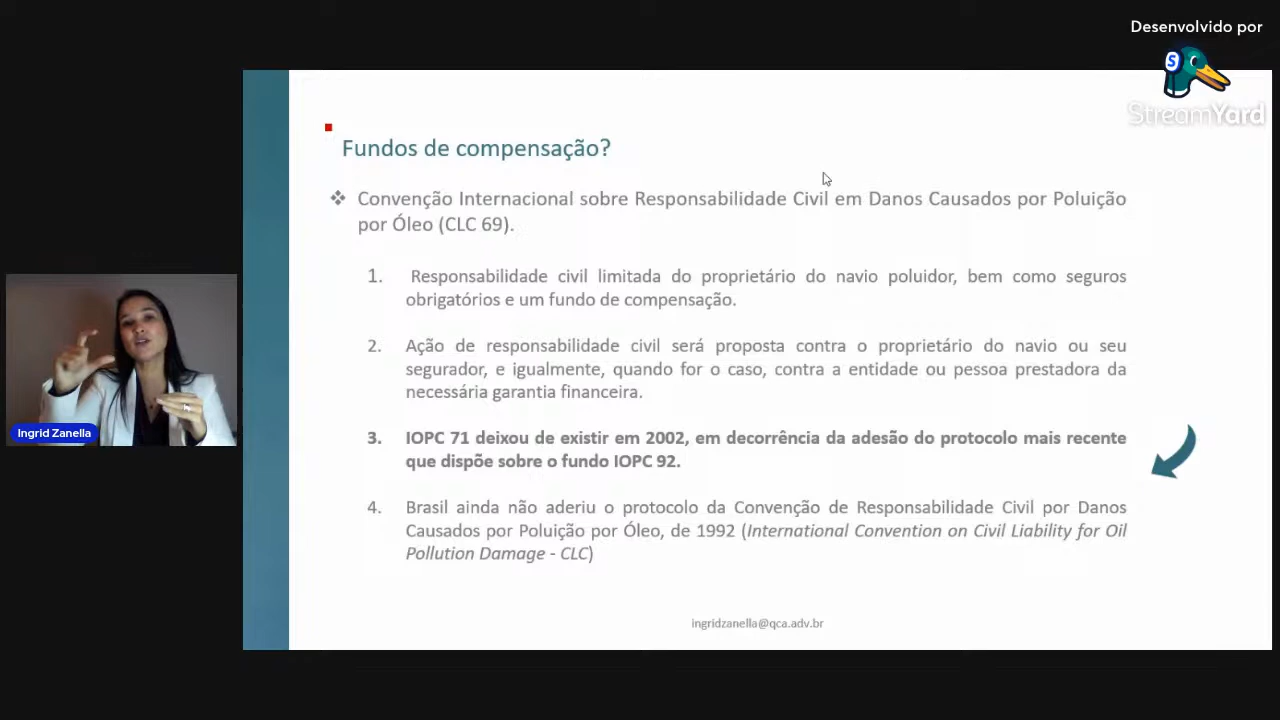 Desenvolvido por
S
StreamYard
Fundos de compensação?
Convenção Internacional sobre Responsabilidade Civil em Danos Causados por Poluição
por Óleo (CLC 69).
1. Responsabilidade civil limitada do proprietário do navio poluidor, bem como seguros
obrigatórios e um fundo de compensação.
2. Ação de responsabilidade civil será proposta contra o proprietário do navio ou seu
segurador, e igualmente, quando for o caso, contra a entidade ou pessoa prestadora da
necessária garantia financeira.
3. IOPC 71 deixou de existir em 2002, em decorrência da adesão do protocolo mais recente
que dispõe sobre o fundo IOPC 92.
4. Brasil ainda não aderiu o protocolo da Convenção de Responsabilidade Civil por Danos
Causados por Poluição por Óleo, de 1992 (International Convention on Civil Liability for Oil
Pollution Damage - CLC)
ingridzanella@qca.adv.br
Ingrid Zanella